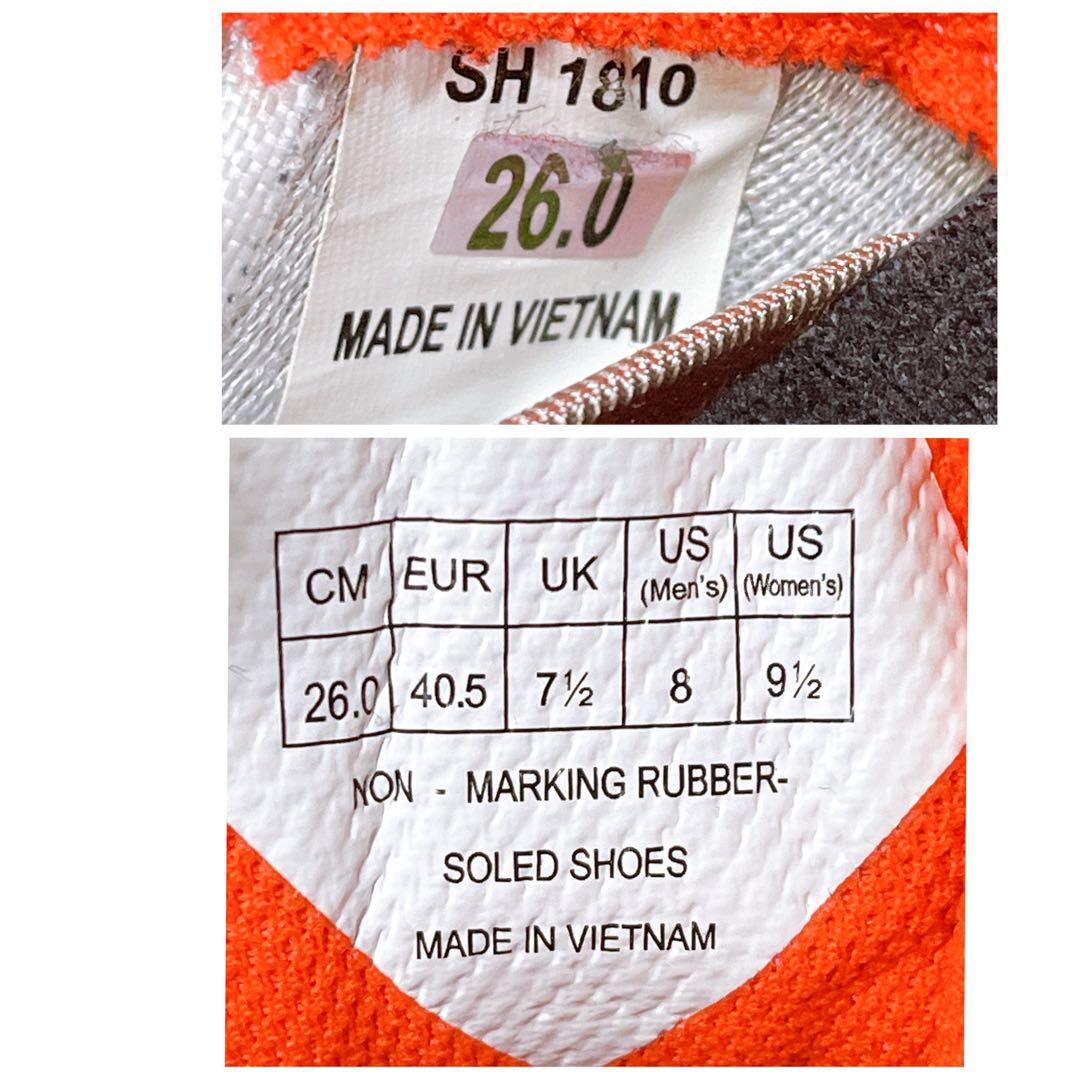 SH 1810
26.0
MADE IN VIETNAM
CM EUR UK US (Men's) US (Women's)
26.0 40.5 7½ 8 9½
NON - MARKING RUBBER-
SOLED SHOES
MADE IN VIETNAM